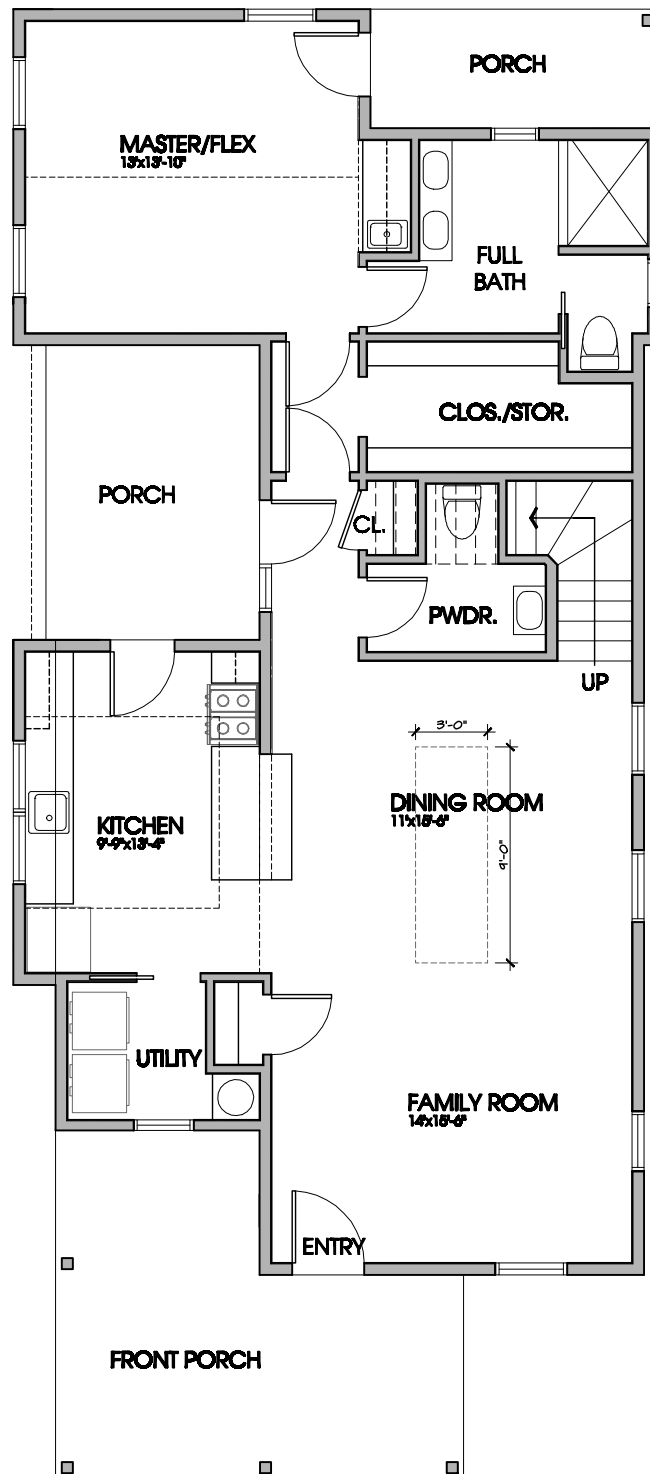 PORCH
MASTER/FLEX
13'x13'-10"
FULL
BATH
CLOS./STOR.
PORCH
CL.
PWDR.
UP
3'-0"
DINING ROOM
11'x15'-6"
9'-0"
KITCHEN
9'-9"x13'-4"
UTILITY
FAMILY ROOM
14'x15'-6"
ENTRY
FRONT PORCH